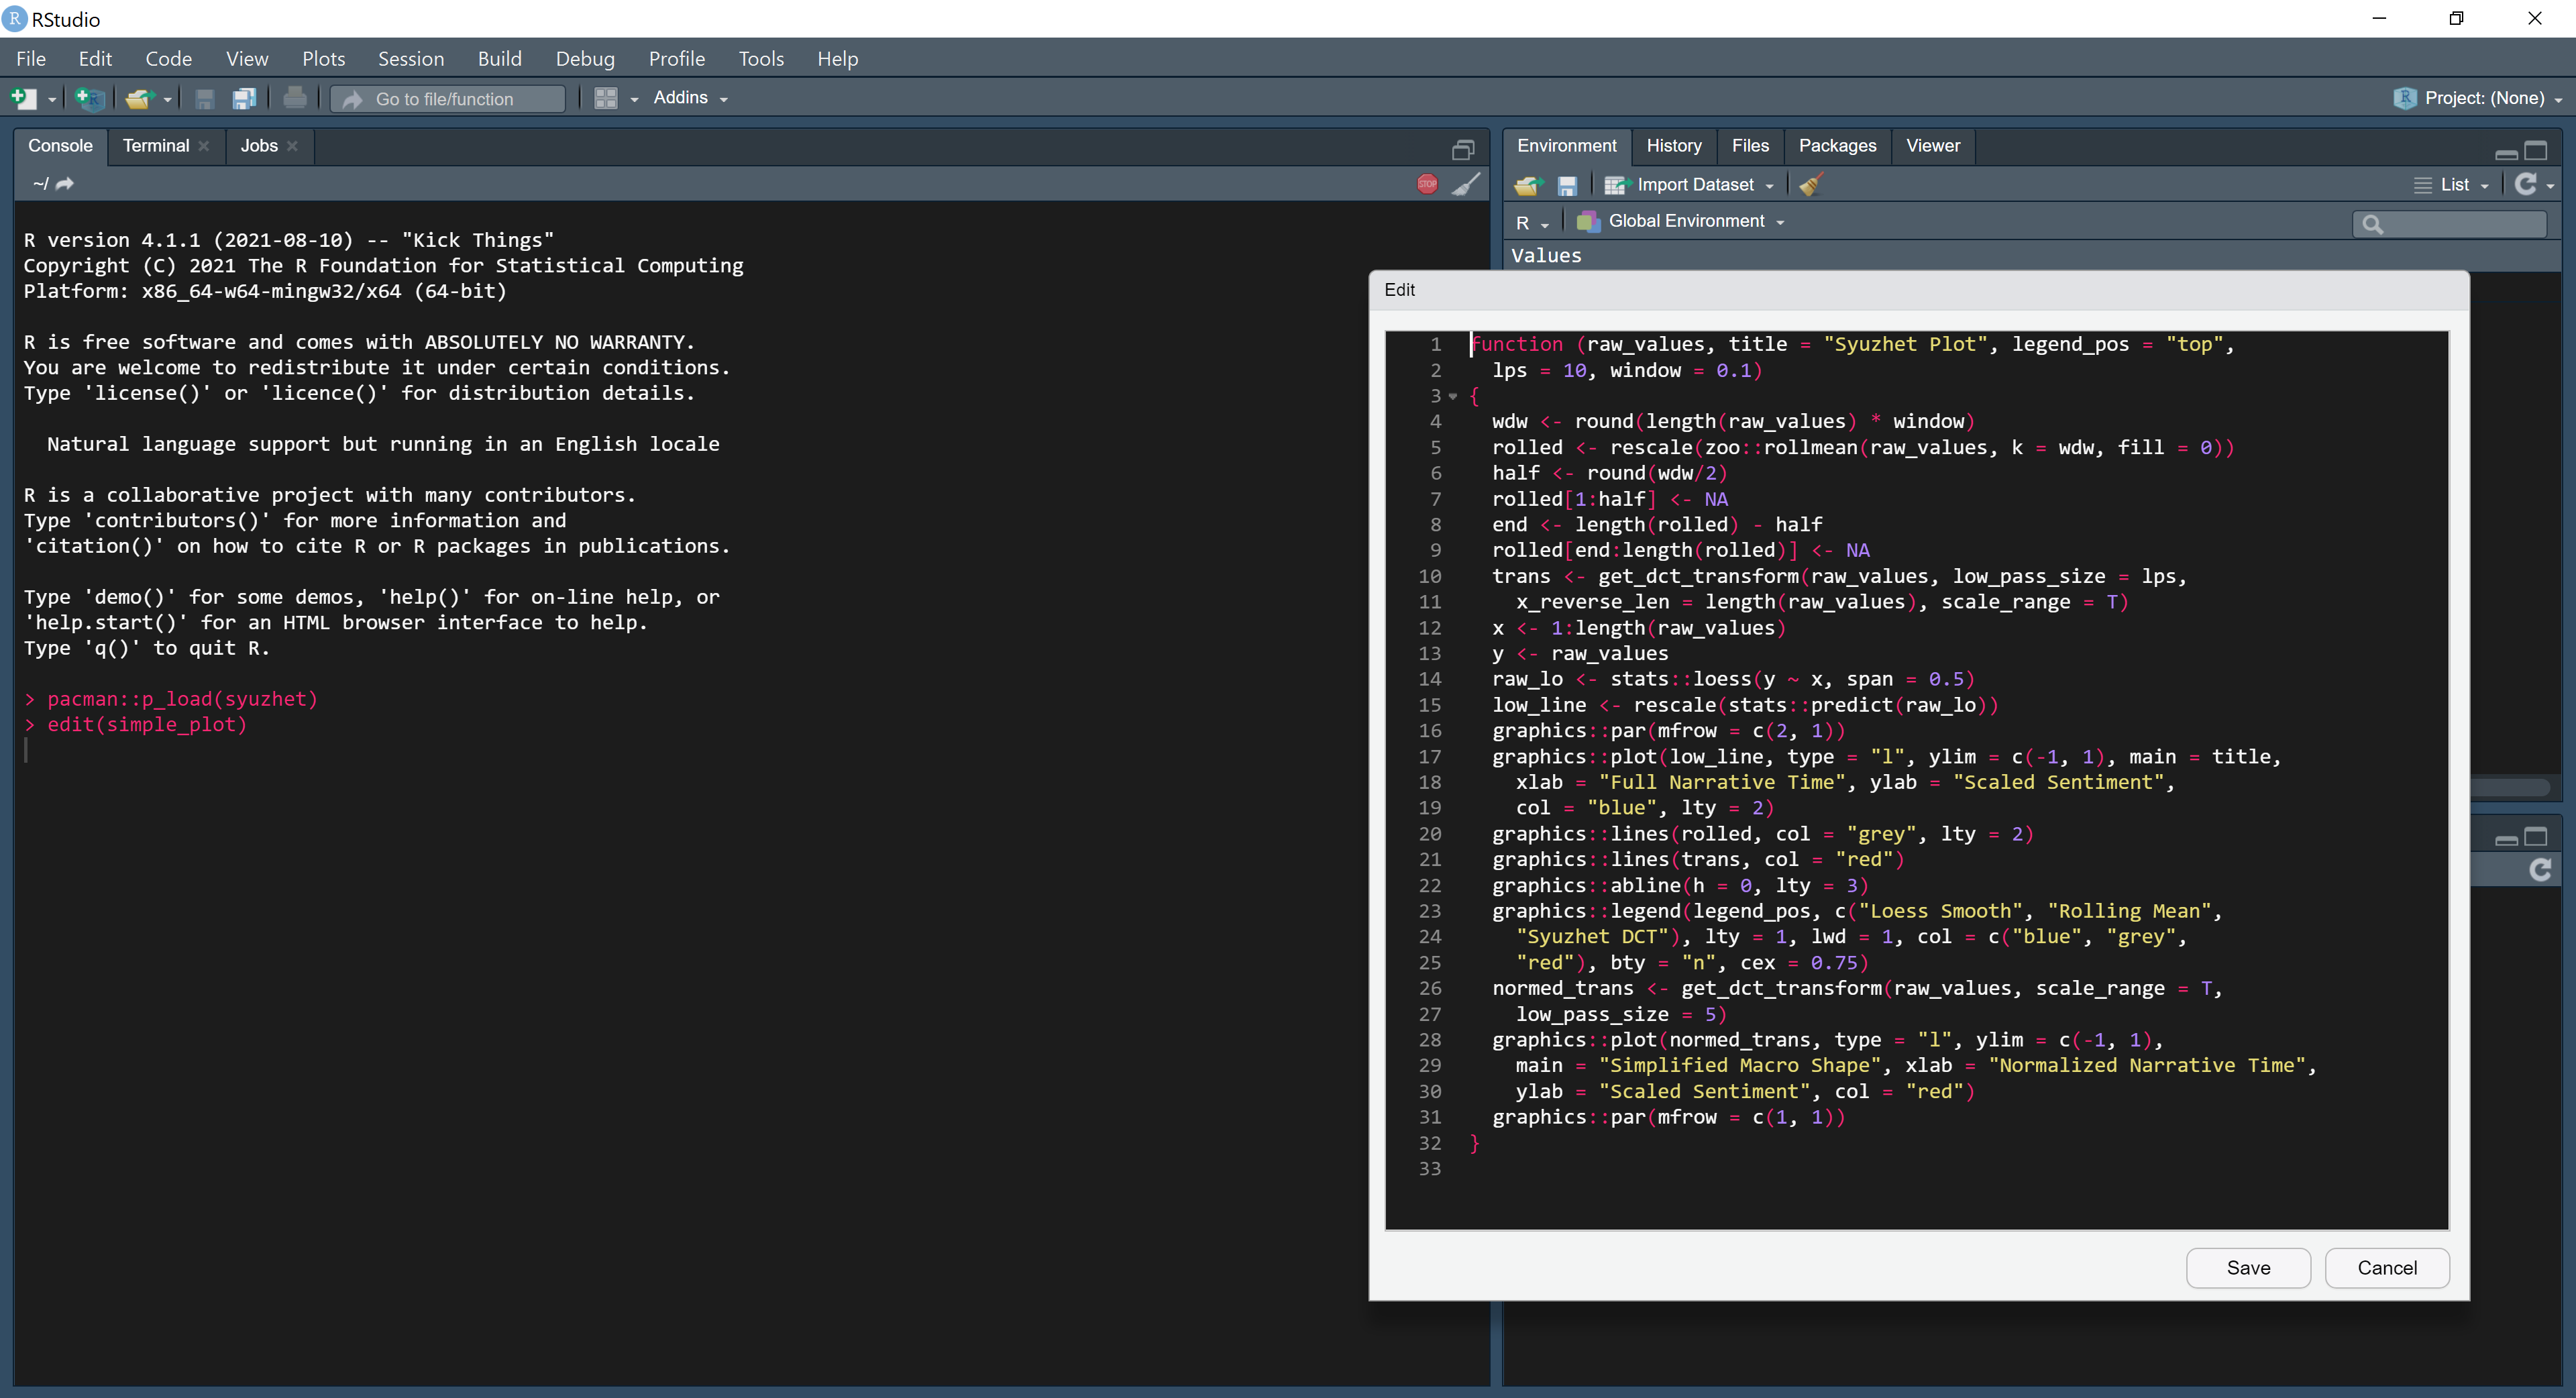 RStudio
File Edit Code View Plots Session Build Debug Profile Tools Help
Go to file/function Addins Project: (None)
Console Terminal Jobs
~/
STOP
R version 4.1.1 (2021-08-10) -- "Kick Things"
Copyright (C) 2021 The R Foundation for Statistical Computing
Platform: x86_64-w64-mingw32/x64 (64-bit)
R is free software and comes with ABSOLUTELY NO WARRANTY.
You are welcome to redistribute it under certain conditions.
Type 'license()' or 'licence()' for distribution details.
Natural language support but running in an English locale
R is a collaborative project with many contributors.
Type 'contributors()' for more information and
'citation()' on how to cite R or R packages in publications.
Type 'demo()' for some demos, 'help()' for on-line help, or
'help.start()' for an HTML browser interface to help.
Type 'q()' to quit R.
> pacman::p_load(syuzhet)
> edit(simple_plot)
Environment History Files Packages Viewer
Import Dataset List
R Global Environment
Values
Edit
1 function (raw_values, title = "Syuzhet Plot", legend_pos = "top",
2 lps = 10, window = 0.1)
3 {
4 wdw <- round(length(raw_values) * window)
5 rolled <- rescale(zoo::rollmean(raw_values, k = wdw, fill = 0))
6 half <- round(wdw/2)
7 rolled[1:half] <- NA
8 end <- length(rolled) - half
9 rolled[end:length(rolled)] <- NA
10 trans <- get_dct_transform(raw_values, low_pass_size = lps,
11 x_reverse_len = length(raw_values), scale_range = T)
12 x <- 1:length(raw_values)
13 y <- raw_values
14 raw_lo <- stats::loess(y ~ x, span = 0.5)
15 low_line <- rescale(stats::predict(raw_lo))
16 graphics::par(mfrow = c(2, 1))
17 graphics::plot(low_line, type = "l", ylim = c(-1, 1), main = title,
18 xlab = "Full Narrative Time", ylab = "Scaled Sentiment",
19 col = "blue", lty = 2)
20 graphics::lines(rolled, col = "grey", lty = 2)
21 graphics::lines(trans, col = "red")
22 graphics::abline(h = 0, lty = 3)
23 graphics::legend(legend_pos, c("Loess Smooth", "Rolling Mean",
24 "Syuzhet DCT"), lty = 1, lwd = 1, col = c("blue", "grey",
25 "red"), bty = "n", cex = 0.75)
26 normed_trans <- get_dct_transform(raw_values, scale_range = T,
27 low_pass_size = 5)
28 graphics::plot(normed_trans, type = "l", ylim = c(-1, 1),
29 main = "Simplified Macro Shape", xlab = "Normalized Narrative Time",
30 ylab = "Scaled Sentiment", col = "red")
31 graphics::par(mfrow = c(1, 1))
32 }
33
Save Cancel